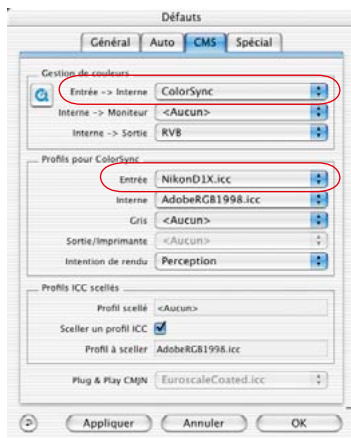 Défauts
Général Auto CMS Spécial
Gestion de couleurs
Entrée -> Interne ColorSync
Interne -> Moniteur <Aucun>
Interne -> Sortie RVB
Profils pour ColorSync
Entrée NikonD1X.icc
Interne AdobeRGB1998.icc
Gris <Aucun>
Sortie/Imprimante <Aucun>
Intention de rendu Perception
Profils ICC scellés
Profil scellé <Aucun>
Sceller un profil ICC
Profil à sceller AdobeRGB1998.icc
Plug & Play CMJN EuroscaleCoated.icc
Appliquer Annuler OK